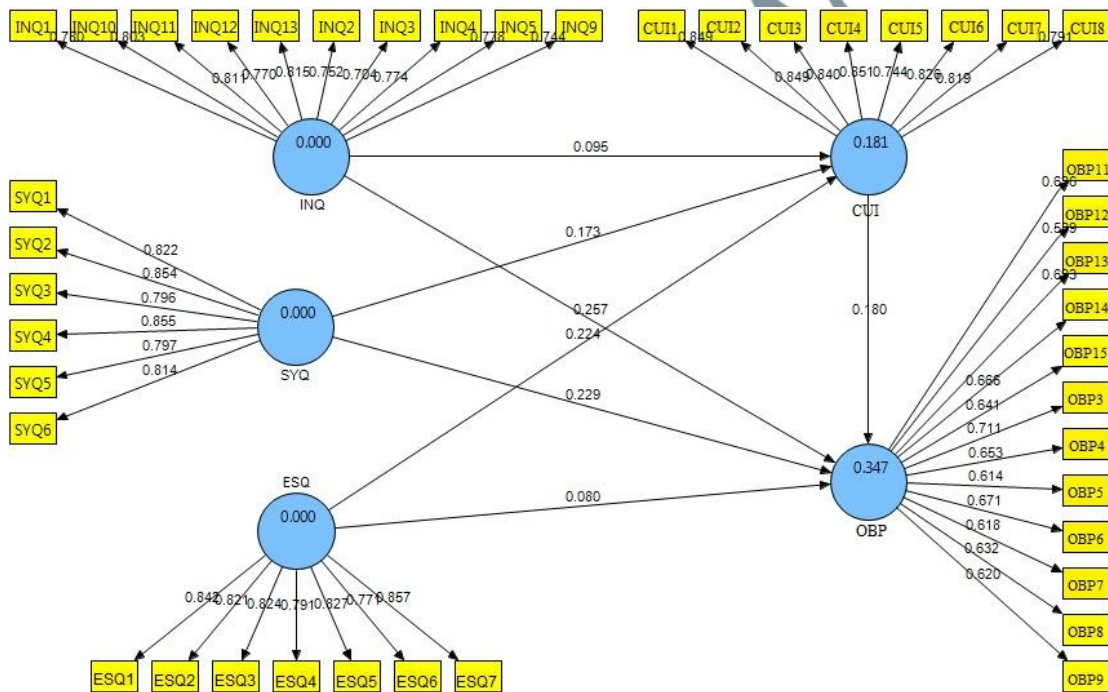 INQ1 INQ10 INQ11 INQ12 INQ13 INQ2 INQ3 INQ4 INQ5 INQ9
0.803 0.778 0.744
0.811 0.770 0.815 0.752 0.704 0.774
0.000
INQ
CUI1 CUI2 CUI3 CUI4 CUI5 CUI6 CUI7 CUI8
0.849 0.791
0.849 0.840 0.851 0.744 0.826 0.819
0.181
CUI
0.095
0.173
0.257
0.224
0.180
0.229
0.080
SYQ1
SYQ2
SYQ3
SYQ4
SYQ5
SYQ6
0.822
0.854
0.796
0.855
0.797
0.814
0.000
SYQ
ESQ
0.000
0.842 0.821 0.824 0.791 0.827 0.771 0.857
ESQ1 ESQ2 ESQ3 ESQ4 ESQ5 ESQ6 ESQ7
0.347
OBP
OBP11
OBP12
OBP13
OBP14
OBP15
OBP3
OBP4
OBP5
OBP6
OBP7
OBP8
OBP9
0.666
0.641
0.711
0.653
0.614
0.671
0.618
0.632
0.620